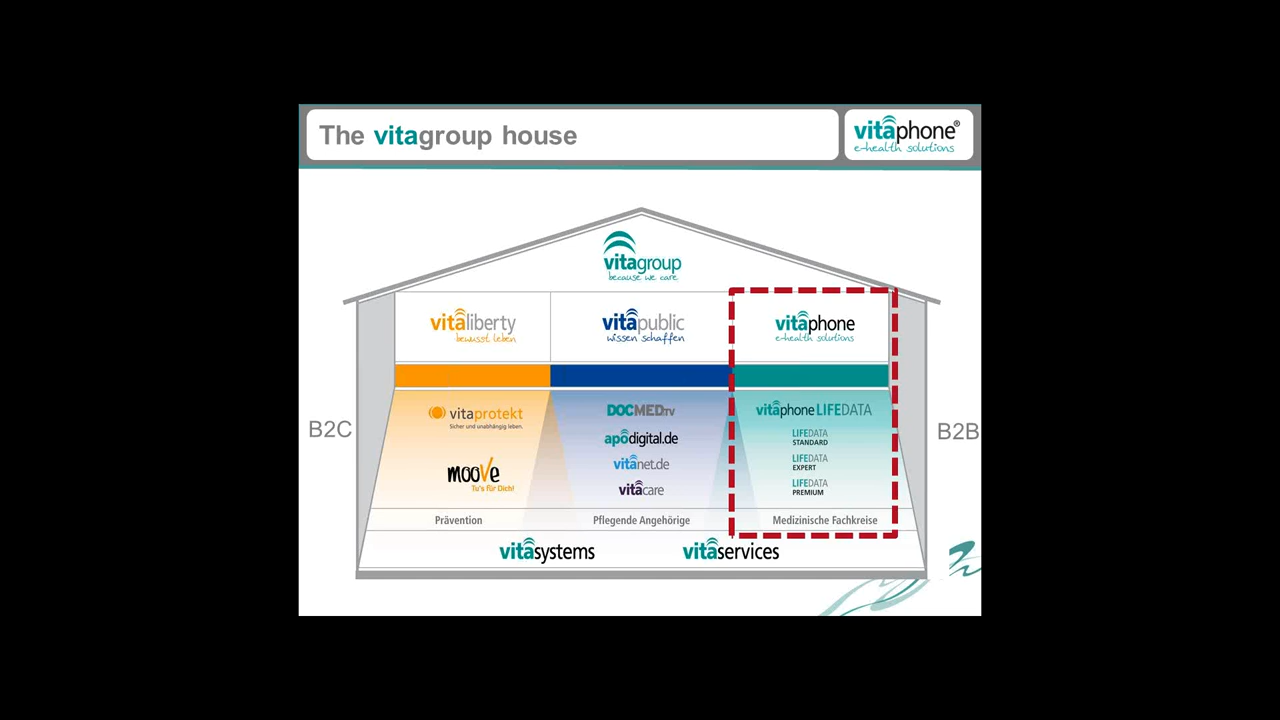 The vitagroup house
vitaphone®
e-health solutions
vitagroup
because we care
vitaliberty
bewusst leben
vitapublic
wissen schaffen
vitaphone
e-health solutions
B2C
vitaprotekt
Sicher und unabhängig leben.
mooVe
Tu's für Dich!
Prävention
DOCMEDTV
apodigital.de
vitanet.de
vitacare
Pflegende Angehörige
vitaphone LIFEDATA
LIFEDATA
STANDARD
LIFEDATA
EXPERT
LIFEDATA
PREMIUM
Medizinische Fachkreise
B2B
vitasystems
vitaservices